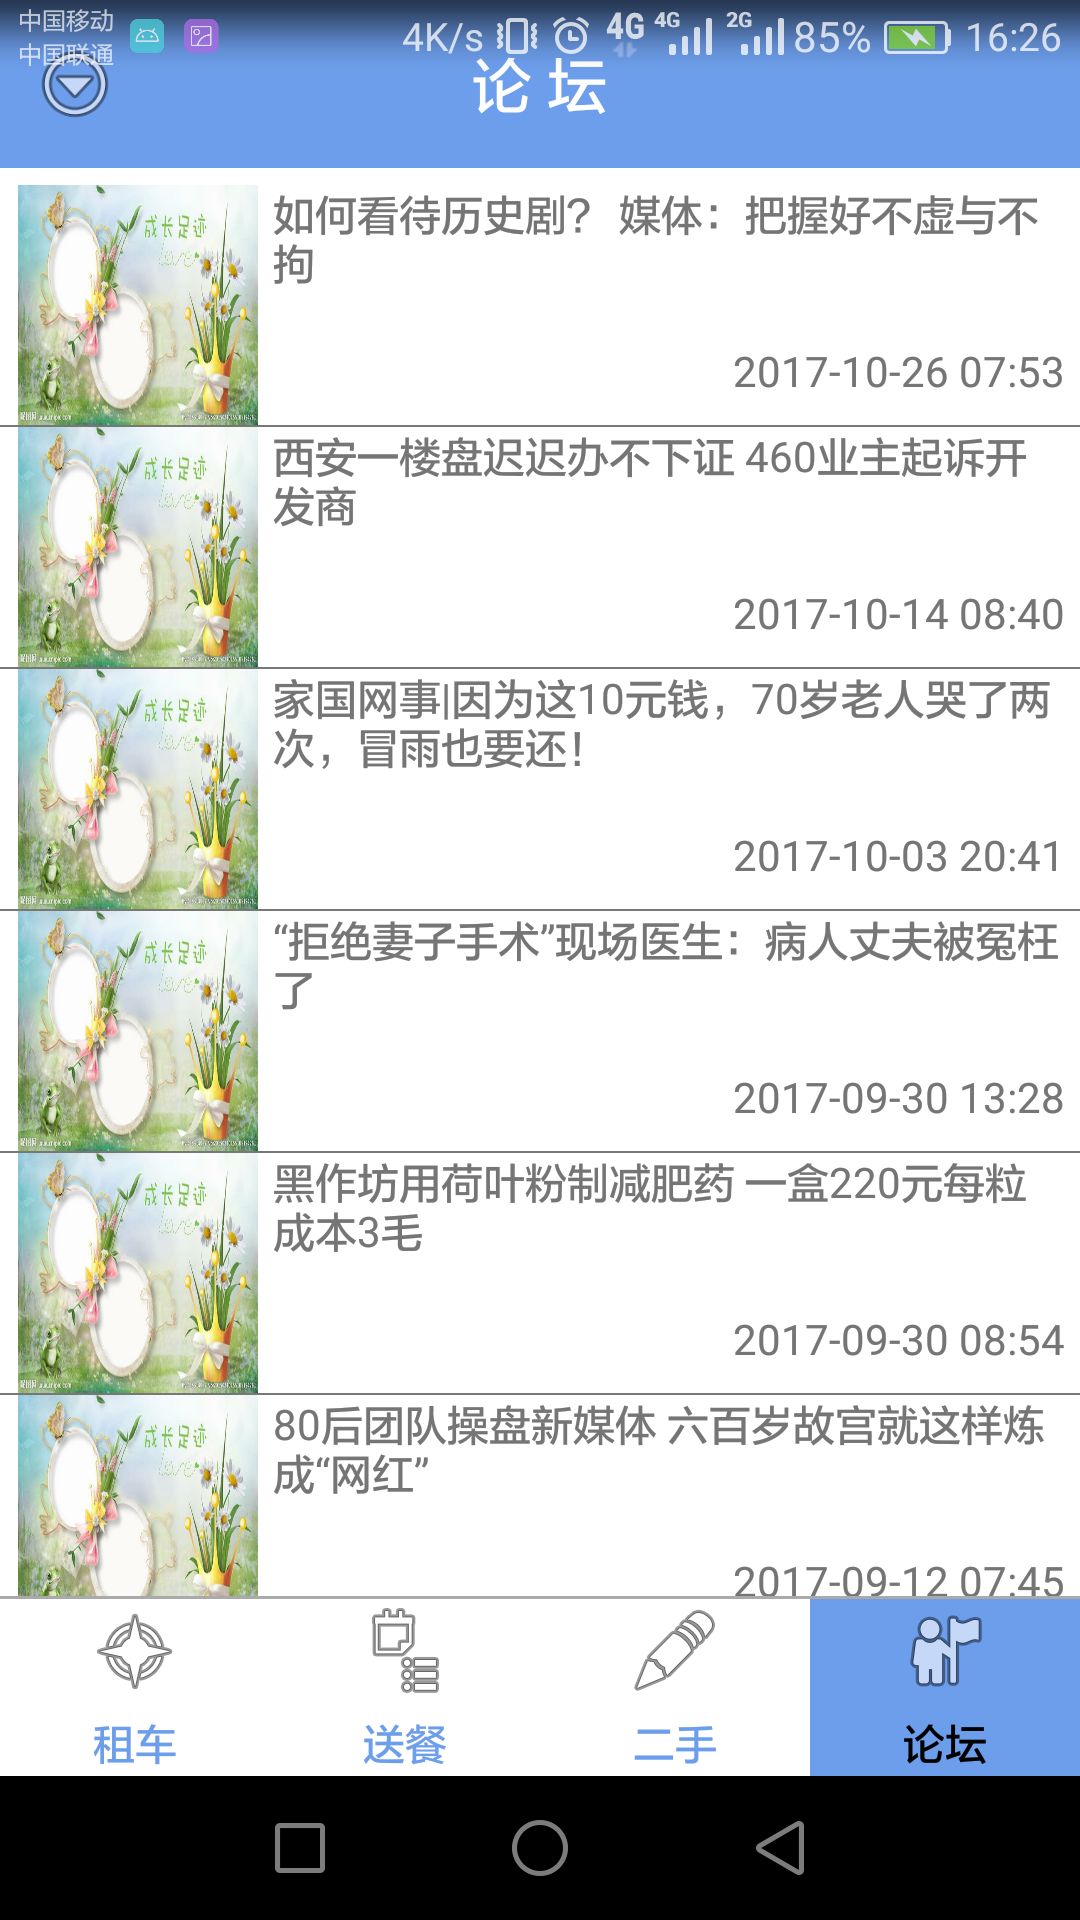 中国移动
中国联通
4K/s 4G 4G 2G 85% 16:26
论坛
成长足迹
love
如何看待历史剧? 媒体：把握好不虚与不
拘
2017-10-26 07:53
成长足迹
love
西安一楼盘迟迟办不下证 460业主起诉开
发商
2017-10-14 08:40
成长足迹
love
家国网事|因为这10元钱，70岁老人哭了两
次，冒雨也要还！
2017-10-03 20:41
成长足迹
love
“拒绝妻子手术”现场医生：病人丈夫被冤枉
了
2017-09-30 13:28
成长足迹
love
黑作坊用荷叶粉制减肥药 一盒220元每粒
成本3毛
2017-09-30 08:54
成长足迹
love
80后团队操盘新媒体 六百岁故宫就这样炼
成“网红”
2017-09-12 07:45
租车
送餐
二手
论坛